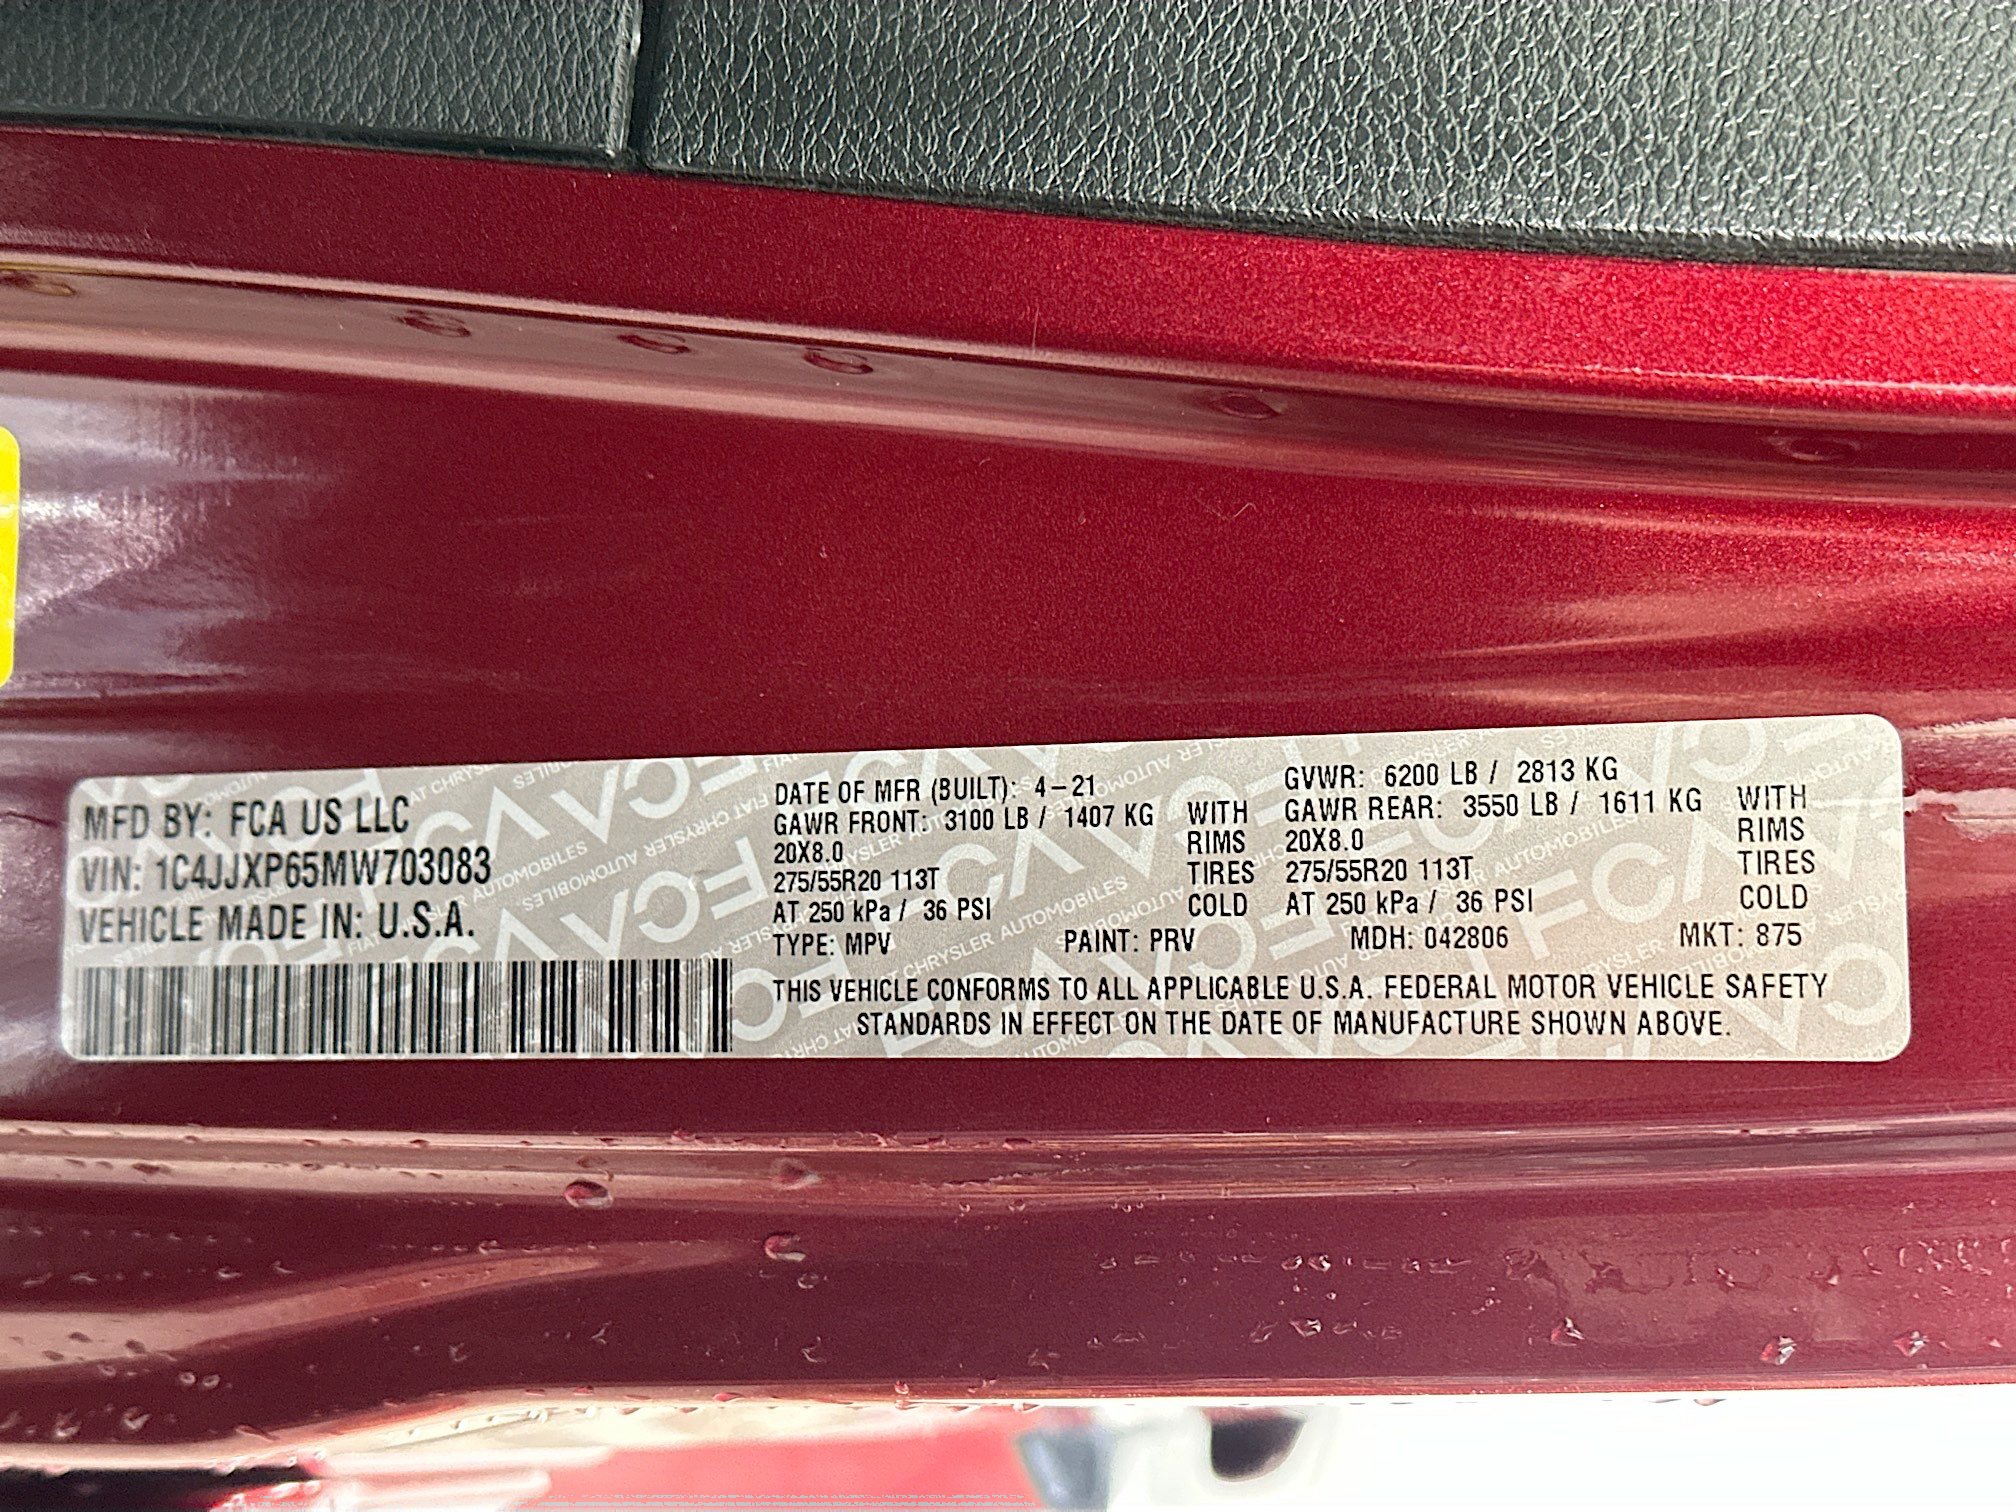 MFD BY: FCA US LLC
VIN: 1C4JJXP65MW703083
VEHICLE MADE IN: U.S.A.
DATE OF MFR (BUILT): 4-21
GAWR FRONT: 3100 LB / 1407 KG WITH
20X8.0 RIMS
275/55R20 113T TIRES
AT 250 kPa / 36 PSI COLD
GVWR: 6200 LB / 2813 KG
GAWR REAR: 3550 LB / 1611 KG WITH
20X8.0 RIMS
275/55R20 113T TIRES
AT 250 kPa / 36 PSI COLD
TYPE: MPV PAINT: PRV MDH: 042806 MKT: 875
THIS VEHICLE CONFORMS TO ALL APPLICABLE U.S.A. FEDERAL MOTOR VEHICLE SAFETY
STANDARDS IN EFFECT ON THE DATE OF MANUFACTURE SHOWN ABOVE.